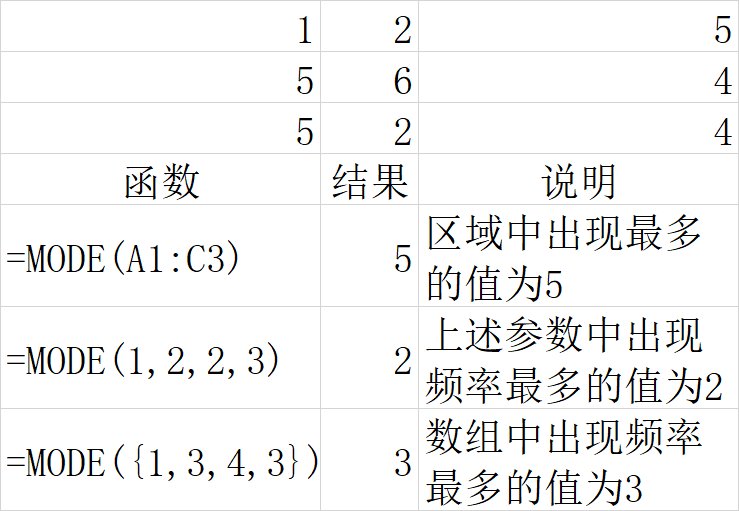 1 2 5
5 6 4
5 2 4
函数 结果 说明
=MODE(A1:C3) 5 区域中出现最多
的值为5
=MODE(1,2,2,3) 2 上述参数中出现
频率最多的值为2
=MODE({1,3,4,3}) 3 数组中出现频率
最多的值为3